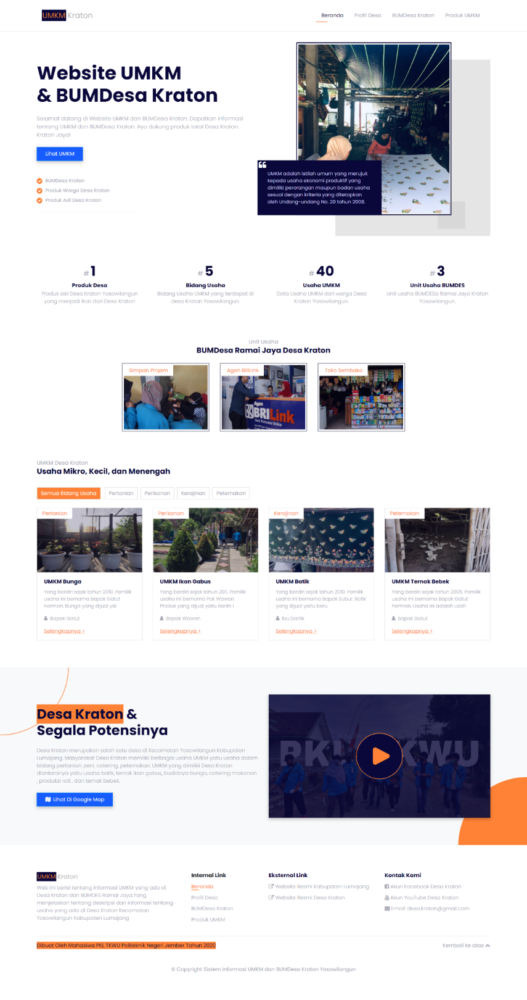 UMKM Kraton
Beranda
Profil Desa
BUMDesa Kraton
Produk UMKM
Website UMKM
& BUMDesa Kraton
Selamat datang di Website UMKM dan BUMDesa Kraton. Dapatkan informasi
tentang UMKM dan BUMDesa Kraton. Ayo dukung produk lokal Desa Kraton.
Kraton Jaya!
Lihat UMKM
BUMDesa Kraton
Produk Warga Desa Kraton
Produk Asli Desa Kraton
UMKM adalah istilah umum yang merujuk
kepada usaha ekonomi produktif yang
dimiliki perorangan maupun badan usaha
sesuai dengan kriteria yang ditetapkan
oleh Undang-undang No. 20 tahun 2008.
# 1
Produk Desa
Produk asli Desa Kraton Yosowilangun
yang menjadi ikon dari Desa Kraton
# 5
Bidang Usaha
Bidang Usaha UMKM yang terdapat di
desa Kraton Yosowilangun.
# 40
Usaha UMKM
Data Usaha UMKM dari warga Desa
Kraton Yosowilangun.
# 3
Unit Usaha BUMDES
Unit usaha BUMDESa Ramai Jaya Kraton
Yosowilangun.
Unit Usaha
BUMDesa Ramai Jaya Desa Kraton
Simpan Pinjam
Agen BRILink
Agen
BRILink
Toko Sembako
UMKM Desa Kraton
Usaha Mikro, Kecil, dan Menengah
Semua Bidang Usaha
Pertanian
Perikanan
Kerajinan
Peternakan
Pertanian
UMKM Bunga
Yang berdiri sejak tahun 2019. Pemilik
usaha ini bernama Bapak Gatut
herman. Bunga yang dijual yai
Bapak Gatut
Selengkapnya >
Perikanan
UMKM Ikan Gabus
Yang berdiri sejak tahun 2011. Pemilik
usaha ini bernama Pak Wawan.
Produk yang dijual yaitu benih i
Bapak Wawan
Selengkapnya >
Kerajinan
UMKM Batik
Yang berdiri sejak tahun 2010. Pemilik
usaha ini bernama Bapak Subur. Batik
yang dijual yaitu beru
Ibu Dartik
Selengkapnya >
Peternakan
UMKM Ternak Bebek
Yang berdiri sejak tahun 2005. Pemilik
usaha ini bernama Bapak Gatut
herman. Usaha ini adalah usah
Bapak Gatut
Selengkapnya >
Desa Kraton &
Segala Potensinya
Desa Kraton merupakan salah satu desa di Kecamatan Yosowilangun Kabupaten
Lumajang. Masyarakat Desa Kraton memiliki berbagai usaha UMKM yaitu usaha dalam
bidang pertanian ,seni, catering, peternakan. UMKM yang dimiliki Desa Kraton
diantaranya yaitu usaha batik, ternak ikan gabus, budidaya bunga, catering makanan
, produksi roti , dan ternak bebek.
Lihat Di Google Map
PKL TKWU
UMKM Kraton
Web ini berisi tentang informasi UMKM yang ada di
Desa Kraton dan BUMDES Ramai Jaya.Yang
menjelaskan tentang deskripsi dan informasi tentang
usaha yang ada di Desa Kraton Kecamatan
Yosowilangun Kabupaten Lumajang
Internal Link
Beranda
Profil Desa
BUMDesa Kraton
Produk UMKM
Eksternal Link
Website Resmi Kabupaten Lumajang
Website Resmi Desa Kraton
Kontak Kami
Akun Facebook Desa Kraton
Akun YouTube Desa Kraton
Email: desa.kraton@gmail.com
Dibuat Oleh Mahasiwa PKL TKWU Politeknik Negeri Jember Tahun 2020
Kembali ke atas
© Copyright Sistem Informasi UMKM dan BUMDesa Kraton Yosowilangun